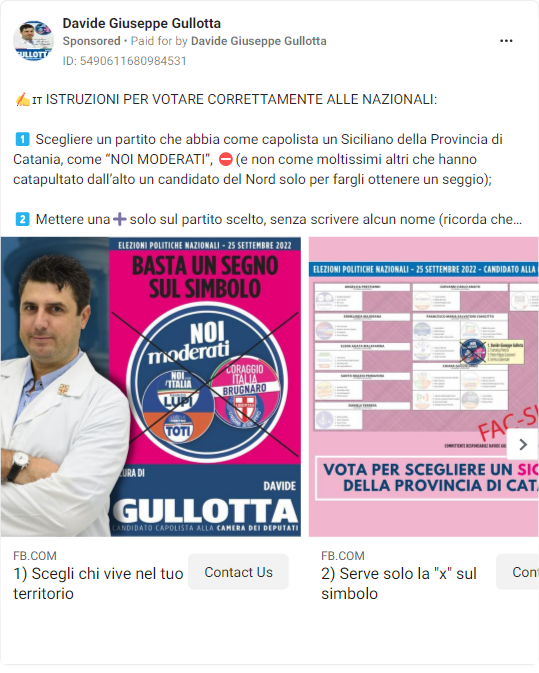 Davide Giuseppe Gullotta
Sponsored • Paid for by Davide Giuseppe Gullotta
ID: 5490611680984531
✍️ IT ISTRUZIONI PER VOTARE CORRETTAMENTE ALLE NAZIONALI:
1️⃣ Scegliere un partito che abbia come capolista un Siciliano della Provincia di
Catania, come “NOI MODERATI”, ⛔ (e non come moltissimi altri che hanno
catapultato dall’alto un candidato del Nord solo per fargli ottenere un seggio);
2️⃣ Mettere una ➕ solo sul partito scelto, senza scrivere alcun nome (ricorda che…
GULLOTTA
ELEZIONI POLITICHE NAZIONALI - 25 SETTEMBRE 2022
BASTA UN SEGNO
SUL SIMBOLO
NOI
moderati
NOI CON
L'ITALIA
LUPI
TOTI
CORAGGIO
ITALIA
BRUGNARO
URA DI
DAVIDE
GULLOTTA
CANDIDATO CAPOLISTA ALLA CAMERA DEI DEPUTATI
ELEZIONI POLITICHE NAZIONALI - 25 SETTEMBRE 2022 - CANDIDATO ALLA
1. Davide Giuseppe Gullotta
FAC-SI
VOTA PER SCEGLIERE UN SIC
DELLA PROVINCIA DI CAT
FB.COM
1) Scegli chi vive nel tuo
territorio
Contact Us
FB.COM
2) Serve solo la "x" sul
simbolo
Cont